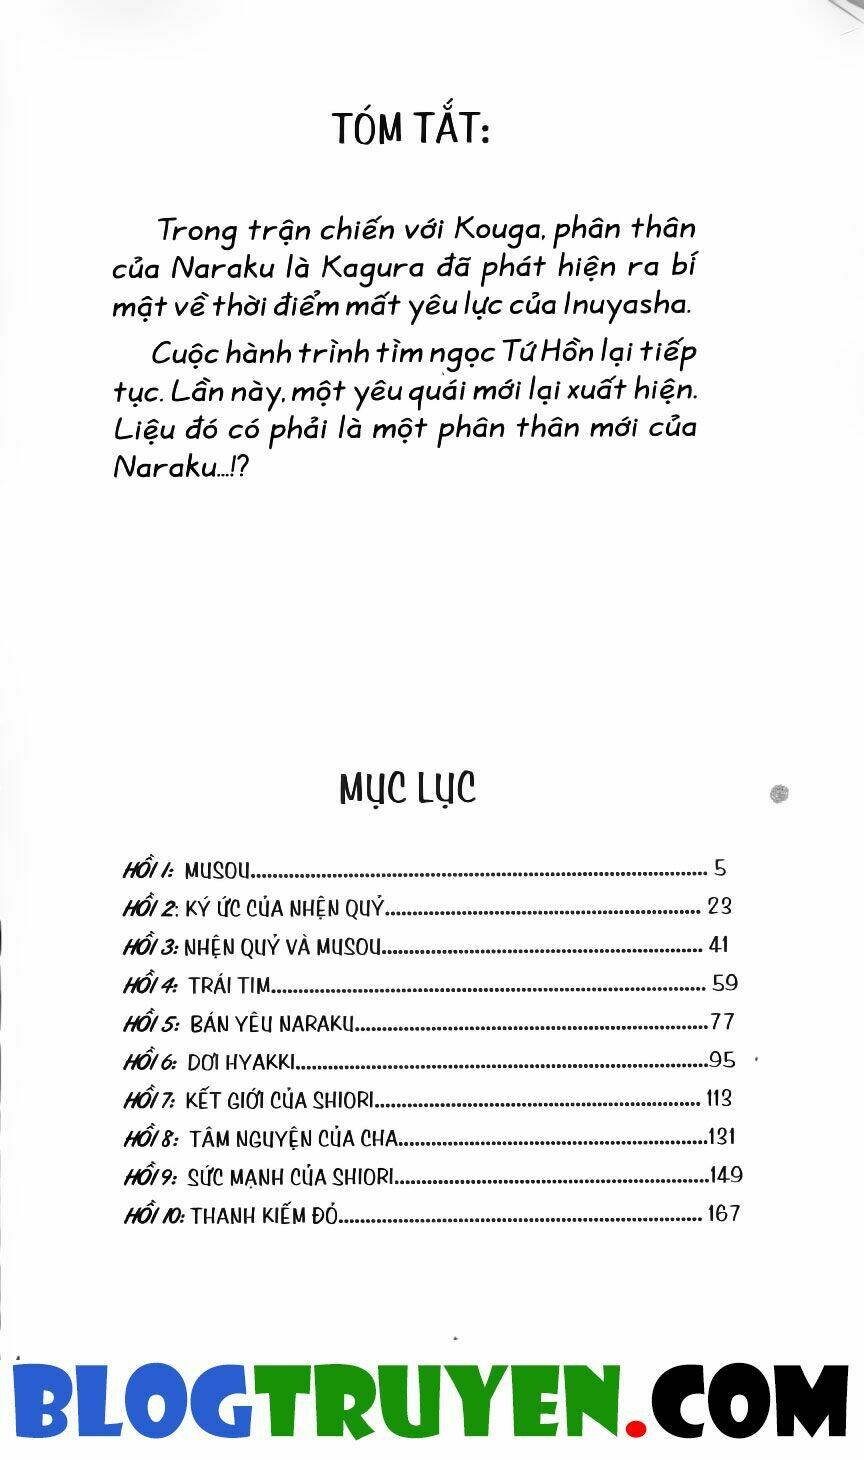 TÓM TẮT:
Trong trận chiến với Kouga, phân thân
của Naraku là Kagura đã phát hiện ra bí
mật về thời điểm mất yêu lực của Inuyasha.
Cuộc hành trình tìm ngọc Tứ Hồn lại tiếp
tục. Lần này, một yêu quái mới lại xuất hiện.
Liệu đó có phải là một phân thân mới của
Naraku...!?
MỤC LỤC
HỒI 1: MUSOU..... 5
HỒI 2: KÝ ỨC CỦA NHỆN QUỶ..... 23
HỒI 3: NHỆN QUỶ VÀ MUSOU..... 41
HỒI 4: TRÁI TIM..... 59
HỒI 5: BÁN YÊU NARAKU.....77
HỒI 6: DƠI HYAKKI.....95
HỒI 7: KẾT GIỚI CỦA SHIORI..... 113
HỒI 8: TÂM NGUYỆN CỦA CHA.....131
HỒI 9: SỨC MẠNH CỦA SHIORI.....149
HỒI 10: THANH KIẾM ĐỎ..... 167
BLOGTRUYEN.COM